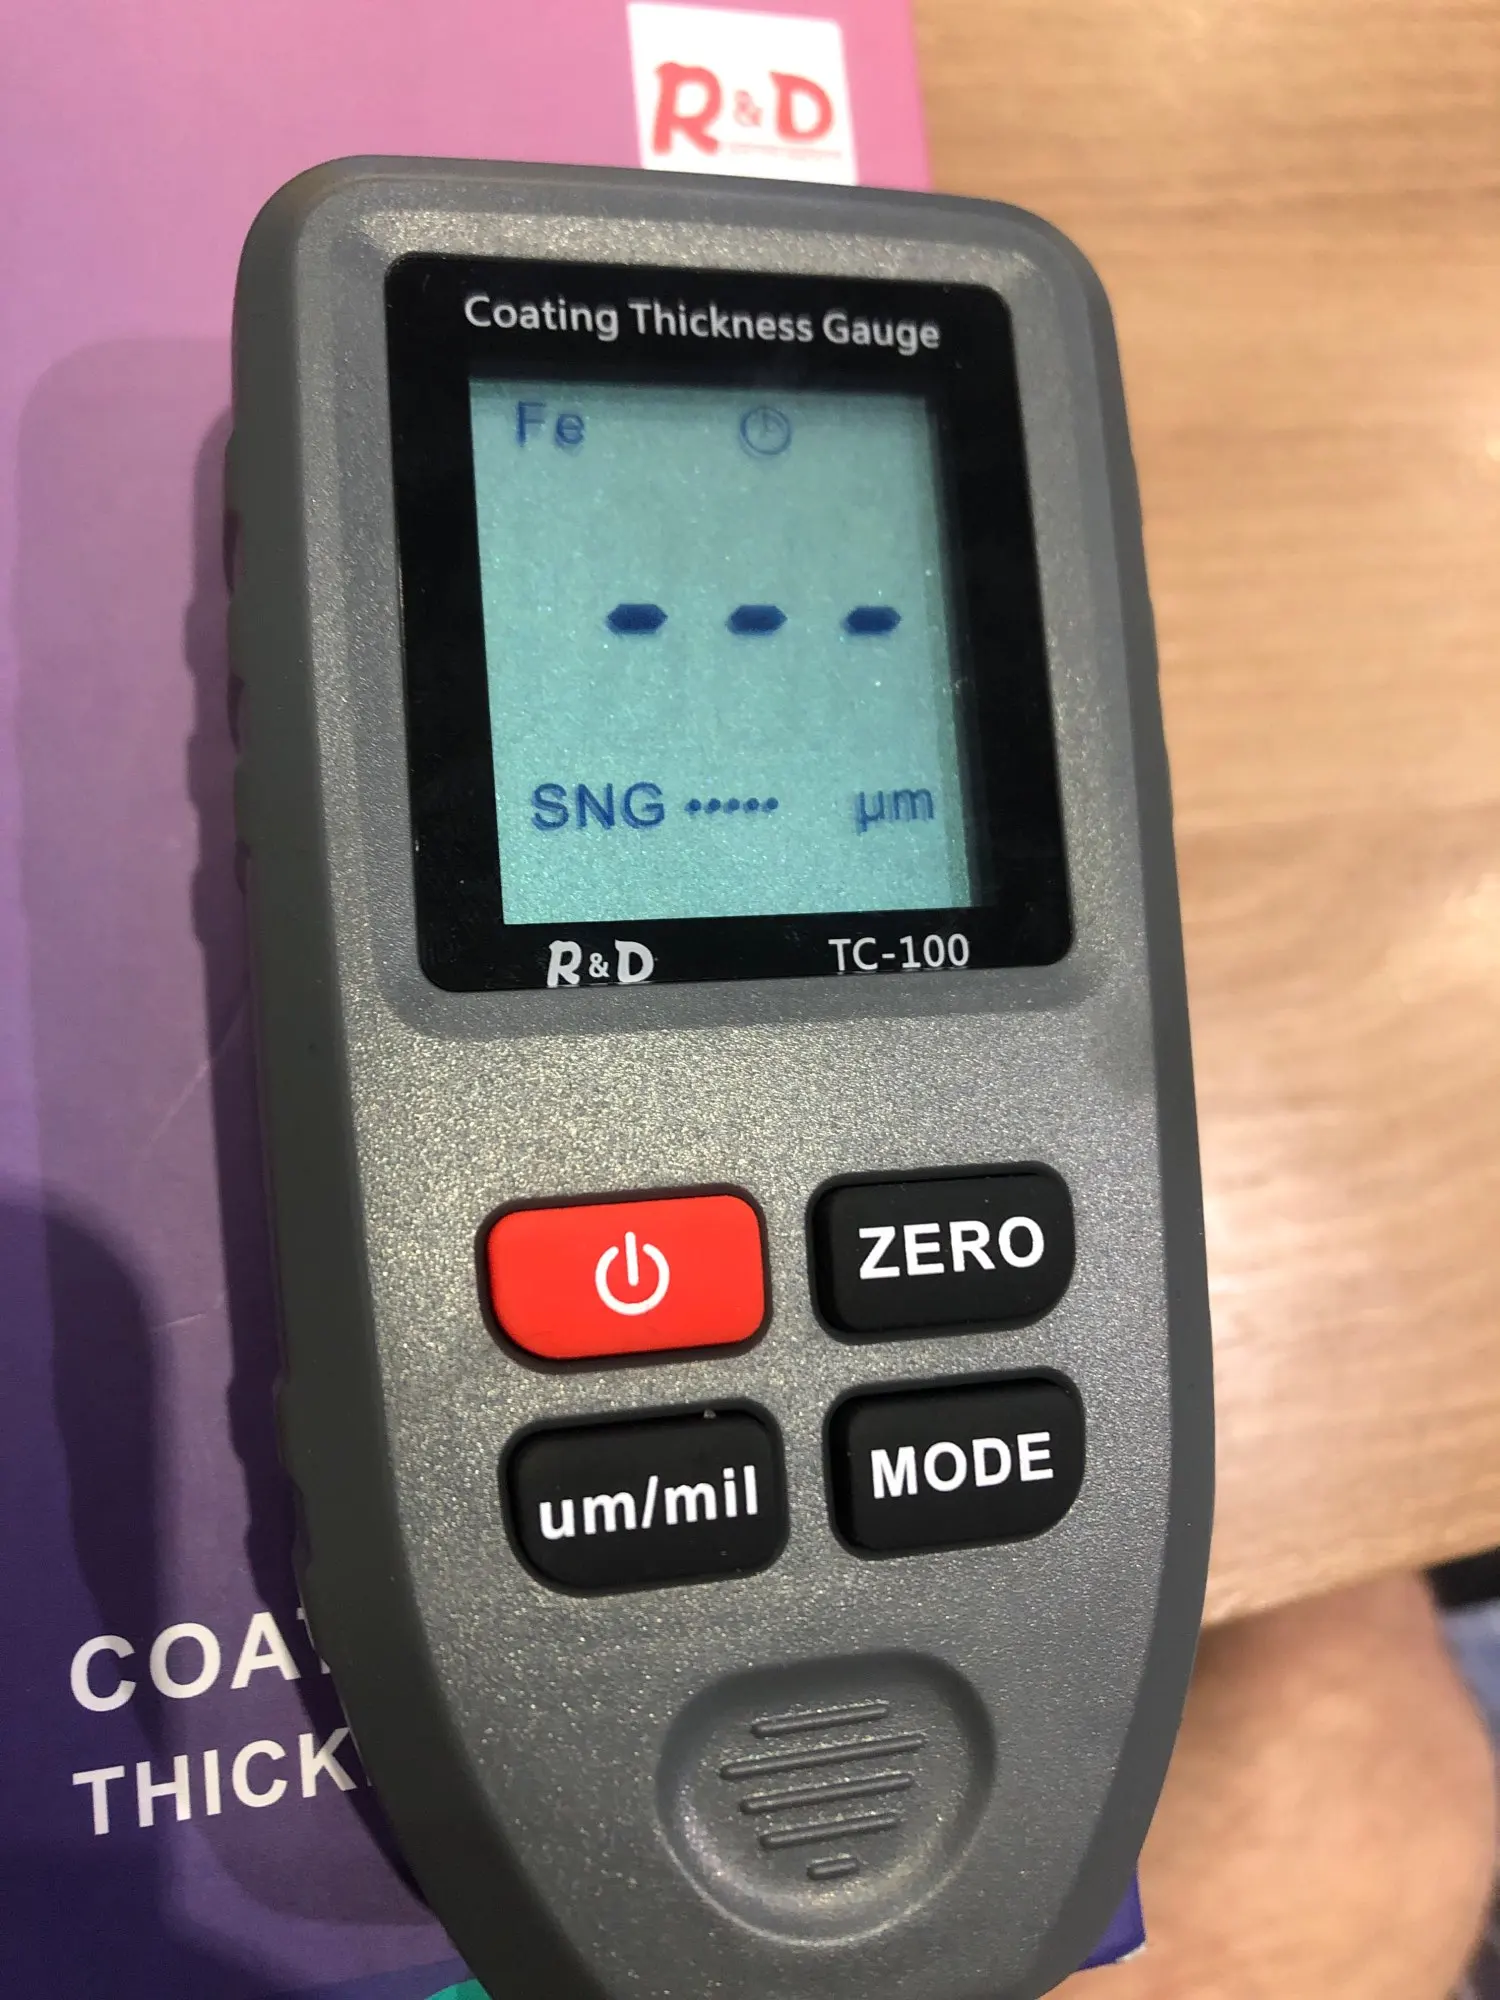 R&D
Coating Thickness Gauge
Fe
- - -
SNG ····· µm
R&D TC-100
ZERO
um/mil MODE
COAT
THICK